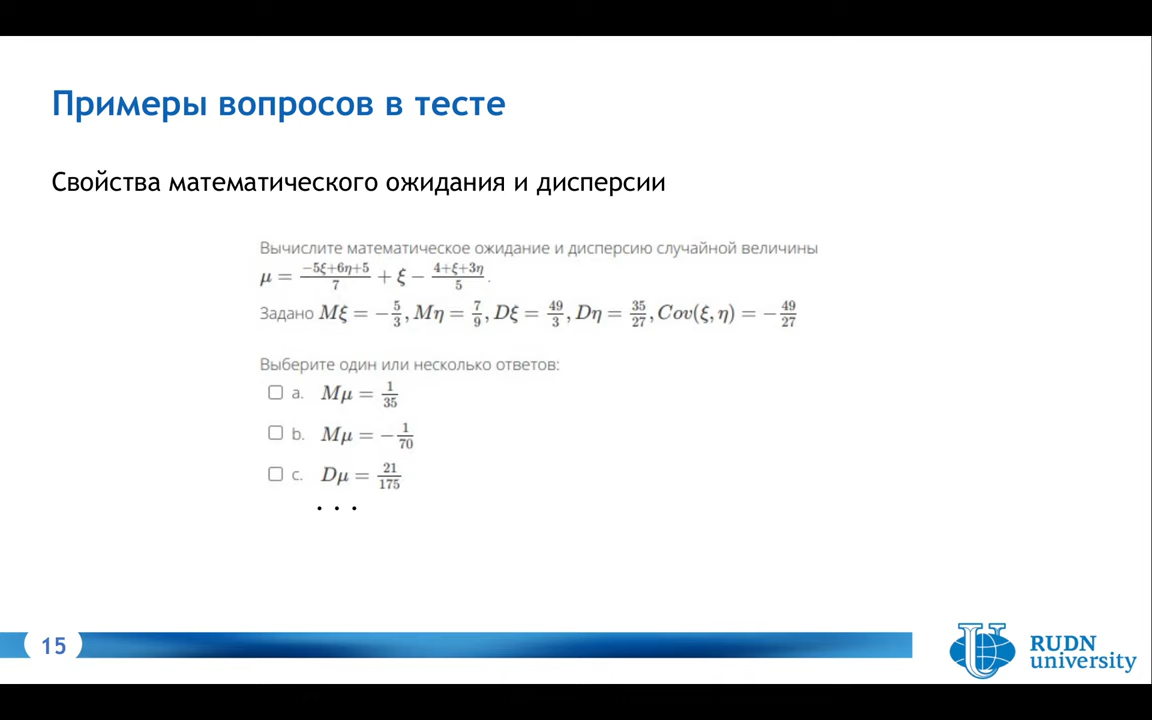 Примеры вопросов в тесте
Свойства математического ожидания и дисперсии
Вычислите математическое ожидание и дисперсию случайной величины
μ = (−5ξ+6η+5)/7 + ξ − (4+ξ+3η)/5.
Задано Mξ = −5/3, Mη = 7/9, Dξ = 49/3, Dη = 35/27, Cov(ξ, η) = −49/27
Выберите один или несколько ответов:
a. Mμ = 1/35
b. Mμ = −1/70
c. Dμ = 21/175
. . .
15
RUDN
university